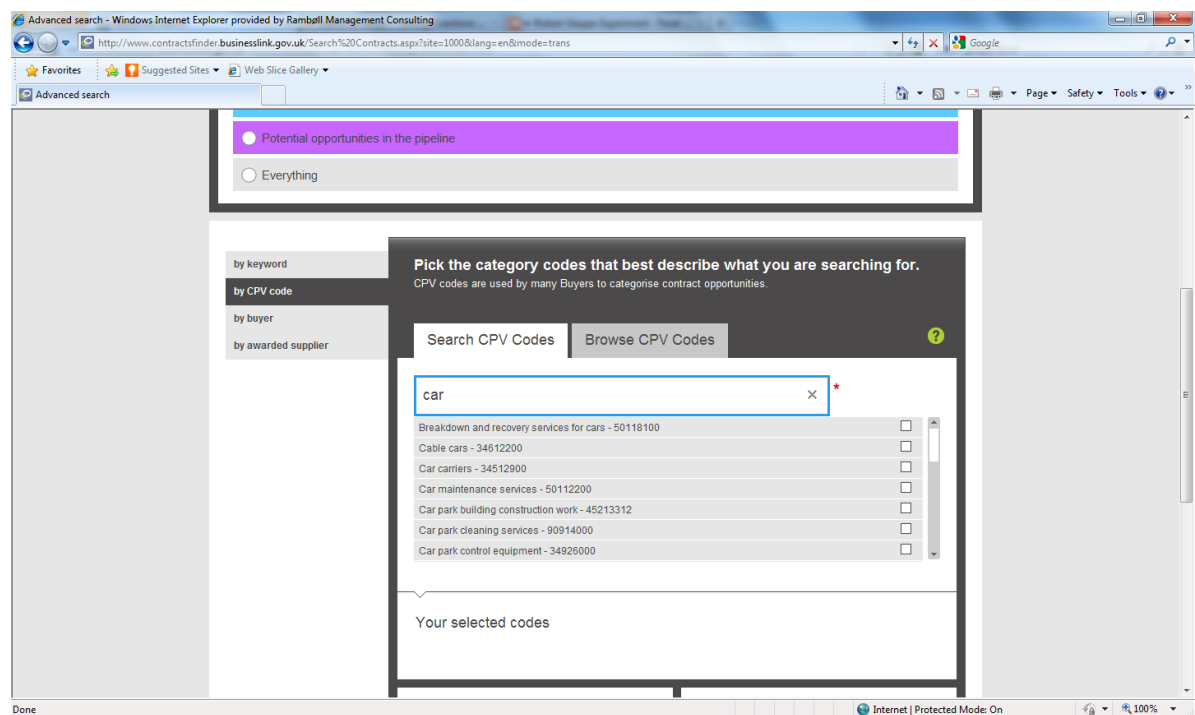 Advanced search - Windows Internet Explorer provided by Rambøll Management Consulting
http://www.contractsfinder.businesslink.gov.uk/Search%20Contracts.aspx?site=1000&lang=en&mode=trans
Google
Favorites Suggested Sites Web Slice Gallery
Advanced search Page Safety Tools
Potential opportunities in the pipeline
Everything
by keyword
by CPV code
by buyer
by awarded supplier
Pick the category codes that best describe what you are searching for.
CPV codes are used by many Buyers to categorise contract opportunities.
Search CPV Codes Browse CPV Codes ?
car × *
Breakdown and recovery services for cars - 50118100
Cable cars - 34612200
Car carriers - 34512900
Car maintenance services - 50112200
Car park building construction work - 45213312
Car park cleaning services - 90914000
Car park control equipment - 34926000
Your selected codes
Done Internet | Protected Mode: On 100%